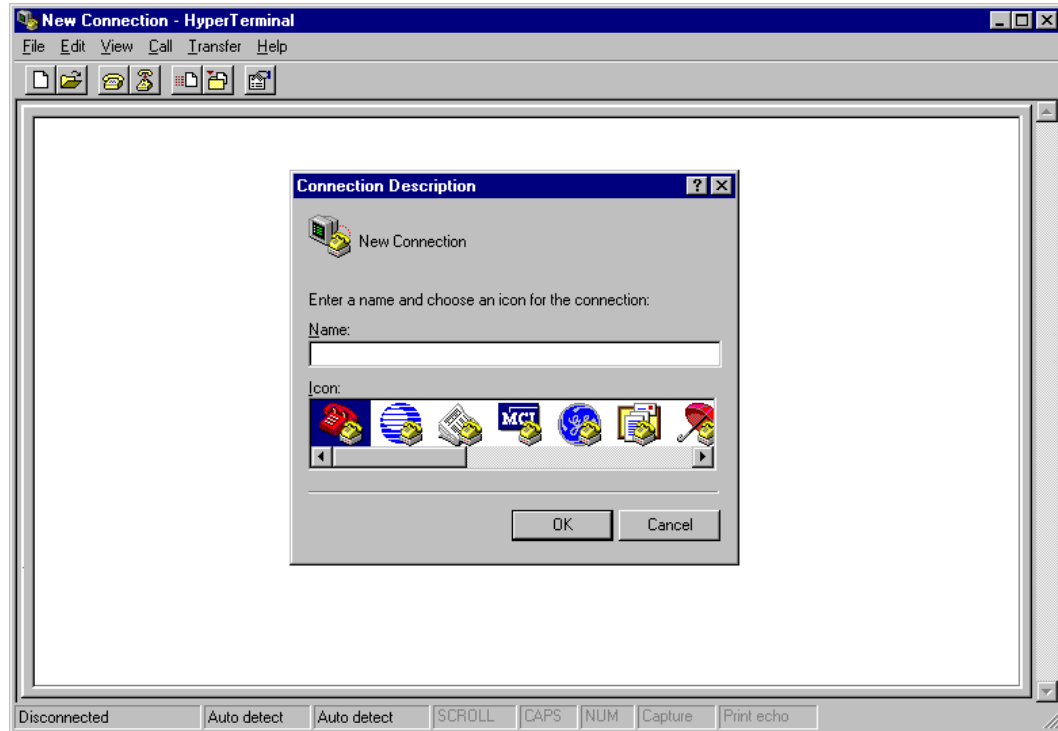 New Connection - HyperTerminal
File Edit View Call Transfer Help
Connection Description
New Connection
Enter a name and choose an icon for the connection:
Name:
Icon:
MCI
OK Cancel
Disconnected Auto detect Auto detect SCROLL CAPS NUM Capture Print echo